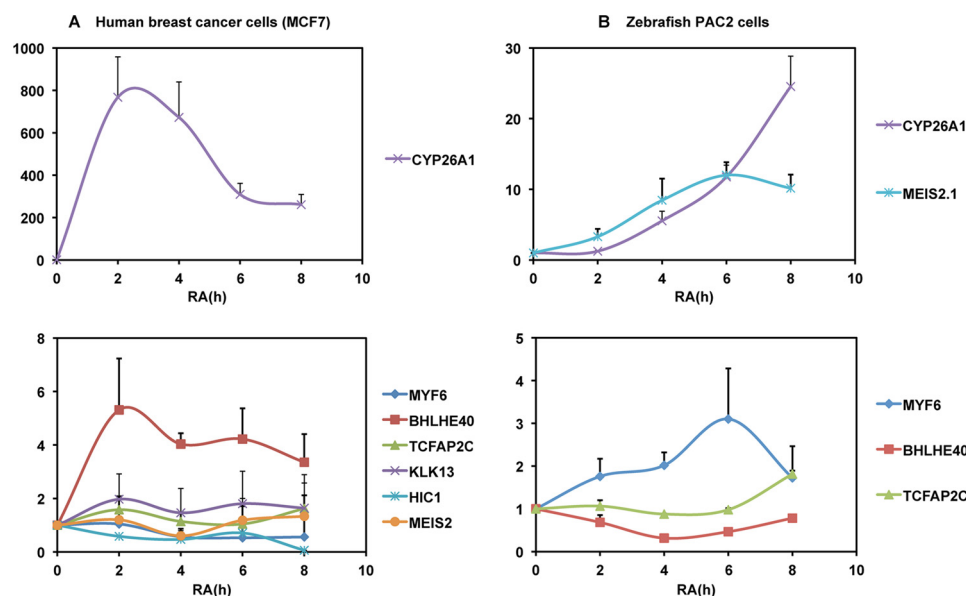 A Human breast cancer cells (MCF7)
B Zebrafish PAC2 cells
1000
800
600
400
200
0
0 2 4 6 8 10
RA(h)
CYP26A1
30
20
10
0
0 2 4 6 8 10
RA(h)
CYP26A1
MEIS2.1
8
6
4
2
0
0 2 4 6 8 10
RA(h)
MYF6
BHLHE40
TCFAP2C
KLK13
HIC1
MEIS2
5
4
3
2
1
0
0 2 4 6 8 10
RA(h)
MYF6
BHLHE40
TCFAP2C